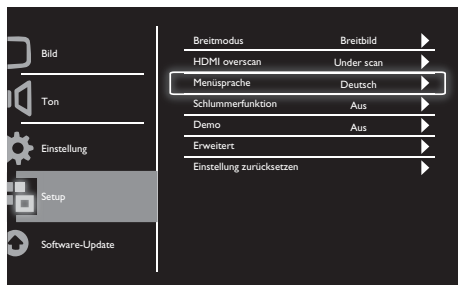 Bild
Ton
Einstellung
Setup
Software-Update
Breitmodus Breitbild
HDMI overscan Under scan
Menüsprache Deutsch
Schlummerfunktion Aus
Demo Aus
Erweitert
Einstellung zurücksetzen